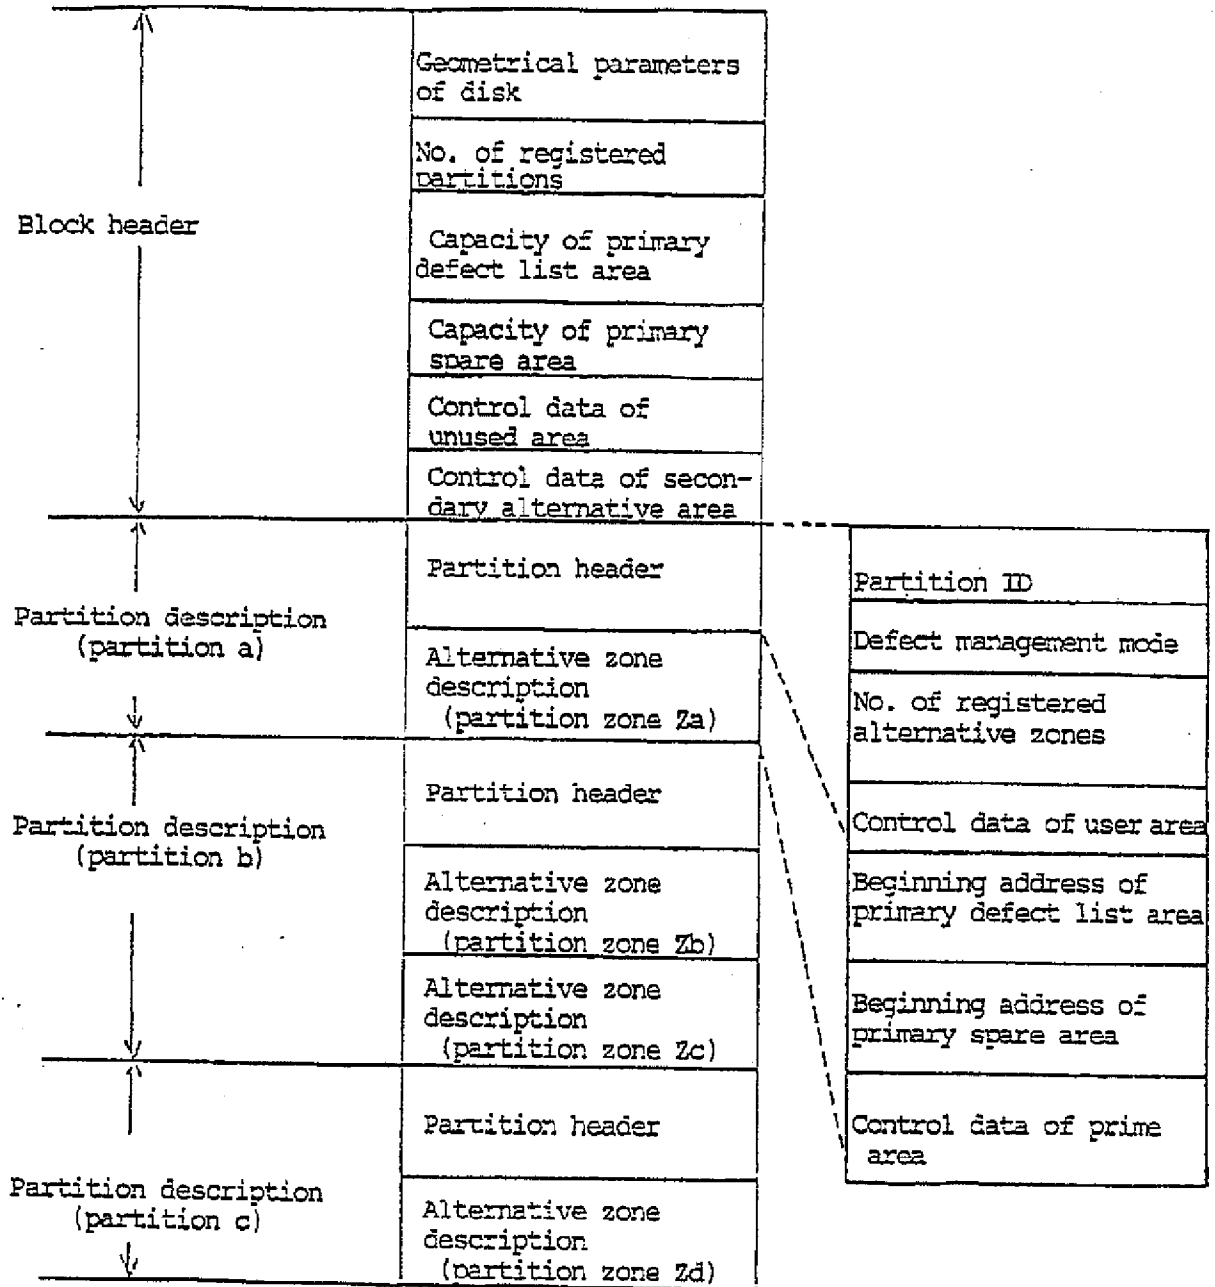 Geometrical parameters
of disk
No. of registered
partitions
Block header
Capacity of primary
defect list area
Capacity of primary
spare area
Control data of
unused area
Control data of secon-
dary alternative area
Partition description
(partition a)
Partition header
Alternative zone
description
(partition zone Za)
Partition description
(partition b)
Partition header
Alternative zone
description
(partition zone Zb)
Alternative zone
description
(partition zone Zc)
Partition description
(partition c)
Partition header
Alternative zone
description
(partition zone Zd)
Partition ID
Defect management mode
No. of registered
alternative zones
Control data of user area
Beginning address of
primary defect list area
Beginning address of
primary spare area
Control data of prime
area